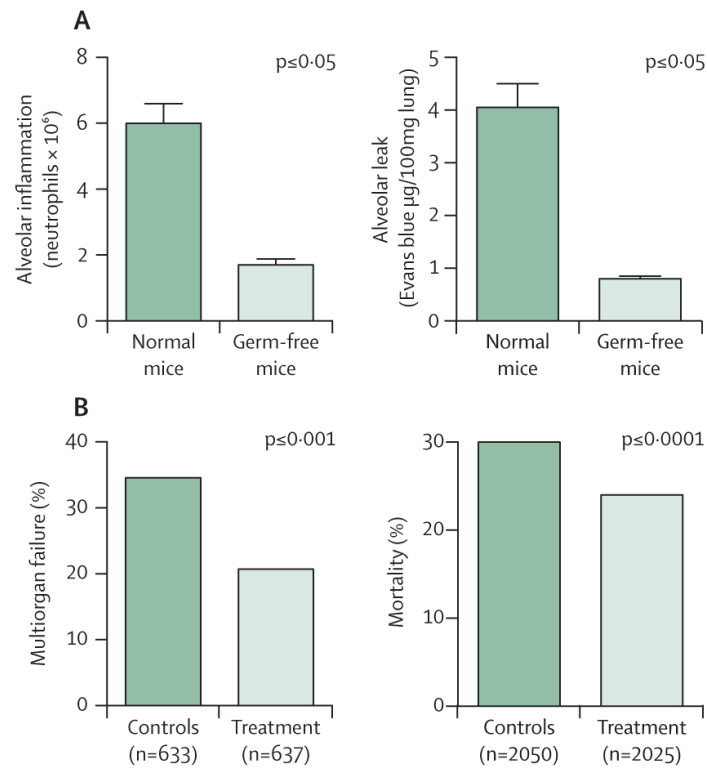 A
Alveolar inflammation
(neutrophils × 10⁶)
8
6
4
2
0
p≤0·05
Normal
mice
Germ-free
mice
Alveolar leak
(Evans blue µg/100mg lung)
5
4
3
2
1
0
p≤0·05
Normal
mice
Germ-free
mice
B
Multiorgan failure (%)
40
30
20
10
0
p≤0·001
Controls
(n=633)
Treatment
(n=637)
Mortality (%)
30
20
10
0
p≤0·0001
Controls
(n=2050)
Treatment
(n=2025)